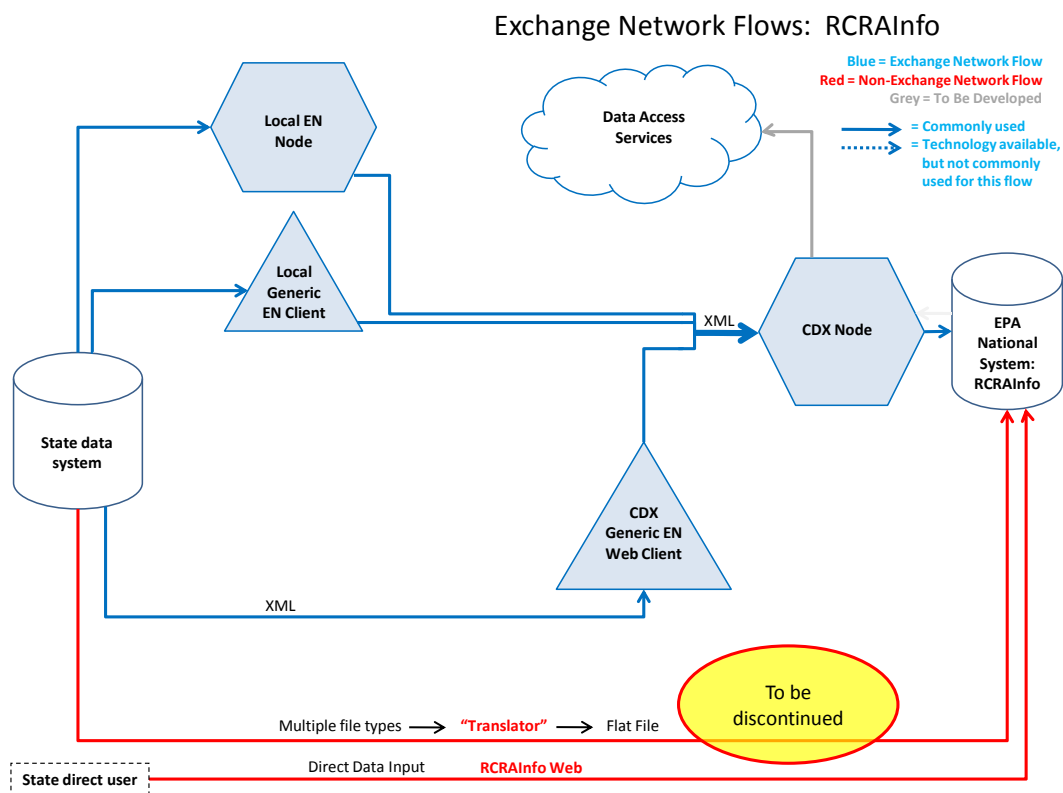 Exchange Network Flows: RCRAInfo
Blue = Exchange Network Flow
Red = Non-Exchange Network Flow
Grey = To Be Developed
= Commonly used
= Technology available,
but not commonly
used for this flow
Local EN
Node
Data Access
Services
Local
Generic
EN Client
XML
CDX Node
EPA
National
System:
RCRAInfo
State data
system
CDX
Generic EN
Web Client
XML
To be
discontinued
Multiple file types
“Translator”
Flat File
Direct Data Input
RCRAInfo Web
State direct user